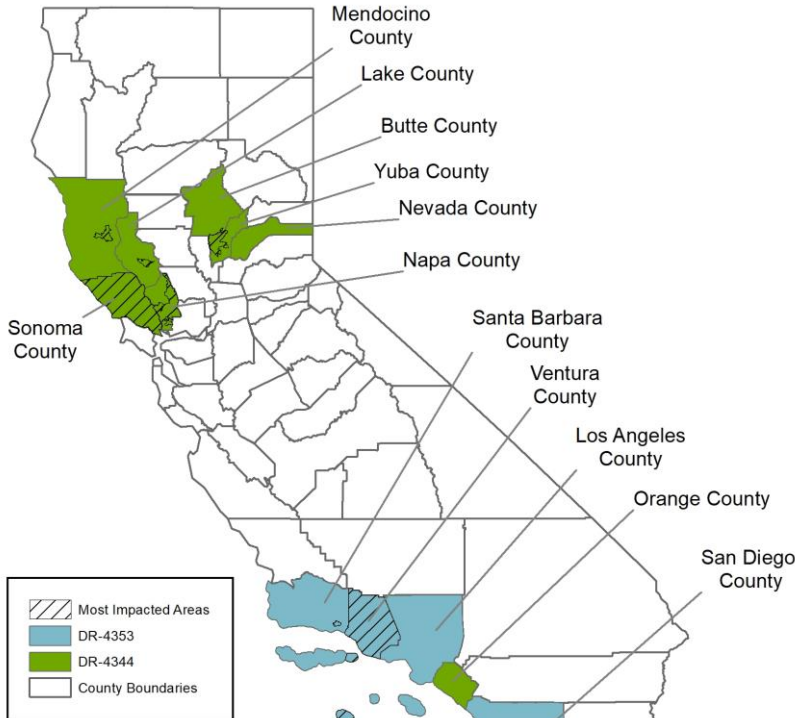 Mendocino
County
Lake County
Butte County
Yuba County
Nevada County
Napa County
Sonoma
County
Santa Barbara
County
Ventura
County
Los Angeles
County
Orange County
San Diego
County
Most Impacted Areas
DR-4353
DR-4344
County Boundaries